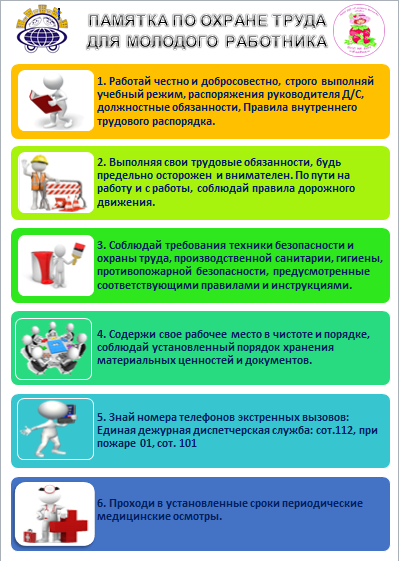 ПАМЯТКА ПО ОХРАНЕ ТРУДА
ДЛЯ МОЛОДОГО РАБОТНИКА
1. Работай честно и добросовестно, строго выполняй
учебный режим, распоряжения руководителя Д/С,
должностные обязанности, Правила внутреннего
трудового распорядка.
2. Выполняя свои трудовые обязанности, будь
предельно осторожен и внимателен. По пути на
работу и с работы, соблюдай правила дорожного
движения.
3. Соблюдай требования техники безопасности и
охраны труда, производственной санитарии, гигиены,
противопожарной безопасности, предусмотренные
соответствующими правилами и инструкциями.
4. Содержи свое рабочее место в чистоте и порядке,
соблюдай установленный порядок хранения
материальных ценностей и документов.
5. Знай номера телефонов экстренных вызовов:
Единая дежурная диспетчерская служба: сот.112, при
пожаре 01, сот. 101
6. Проходи в установленные сроки периодические
медицинские осмотры.